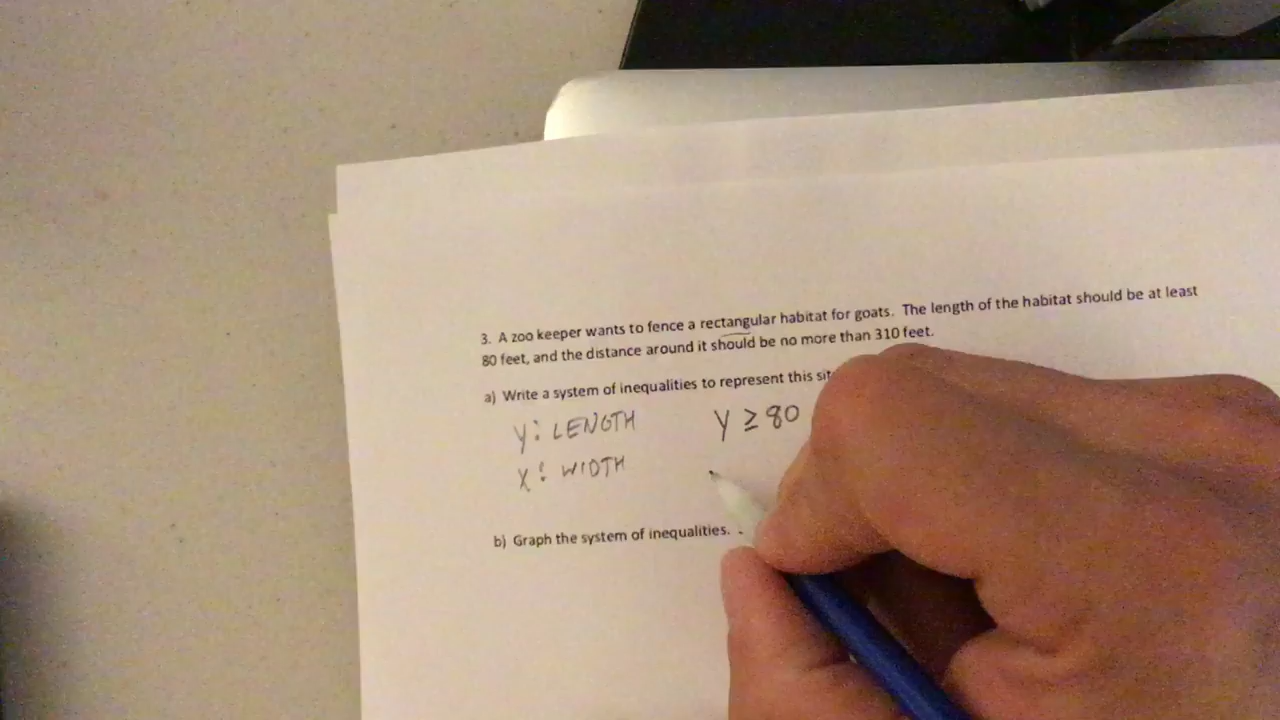 3. A zoo keeper wants to fence a rectangular habitat for goats. The length of the habitat should be at least
80 feet, and the distance around it should be no more than 310 feet.
a) Write a system of inequalities to represent this
Y: LENGTH Y ≥ 80
X: WIDTH
b) Graph the system of inequalities.